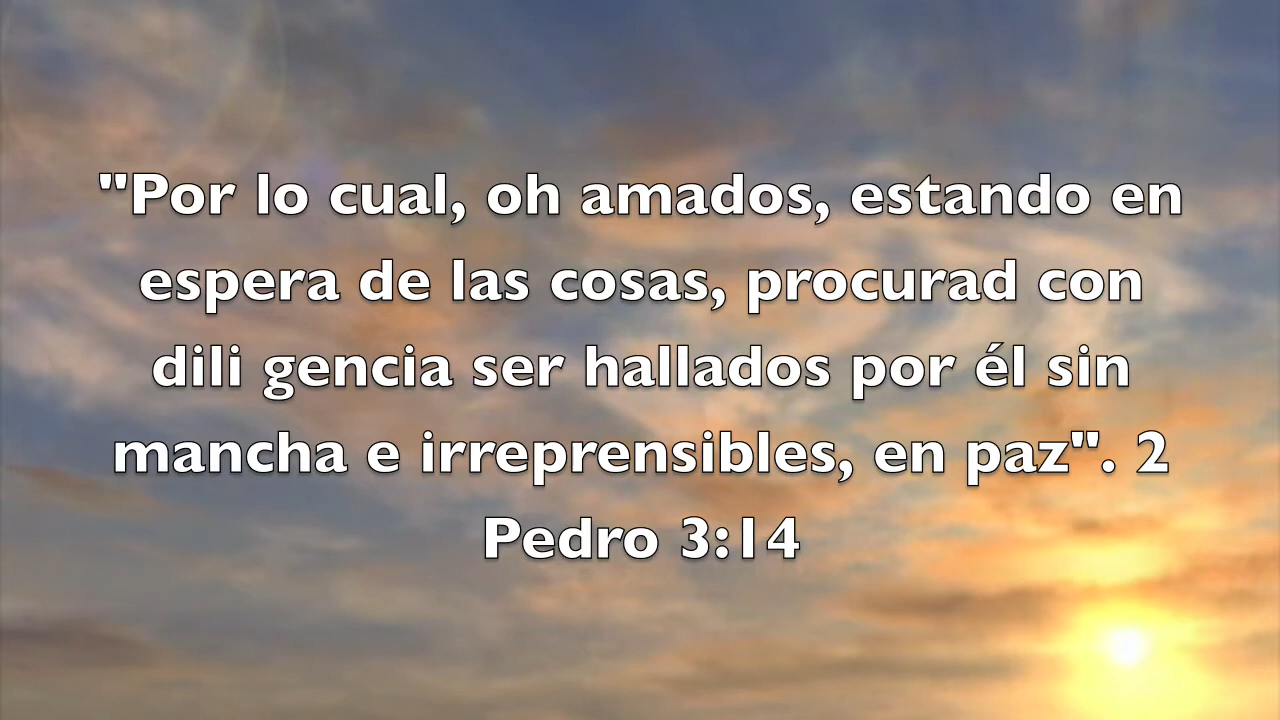 "Por lo cual, oh amados, estando en
espera de las cosas, procurad con
dili gencia ser hallados por él sin
mancha e irreprensibles, en paz". 2
Pedro 3:14